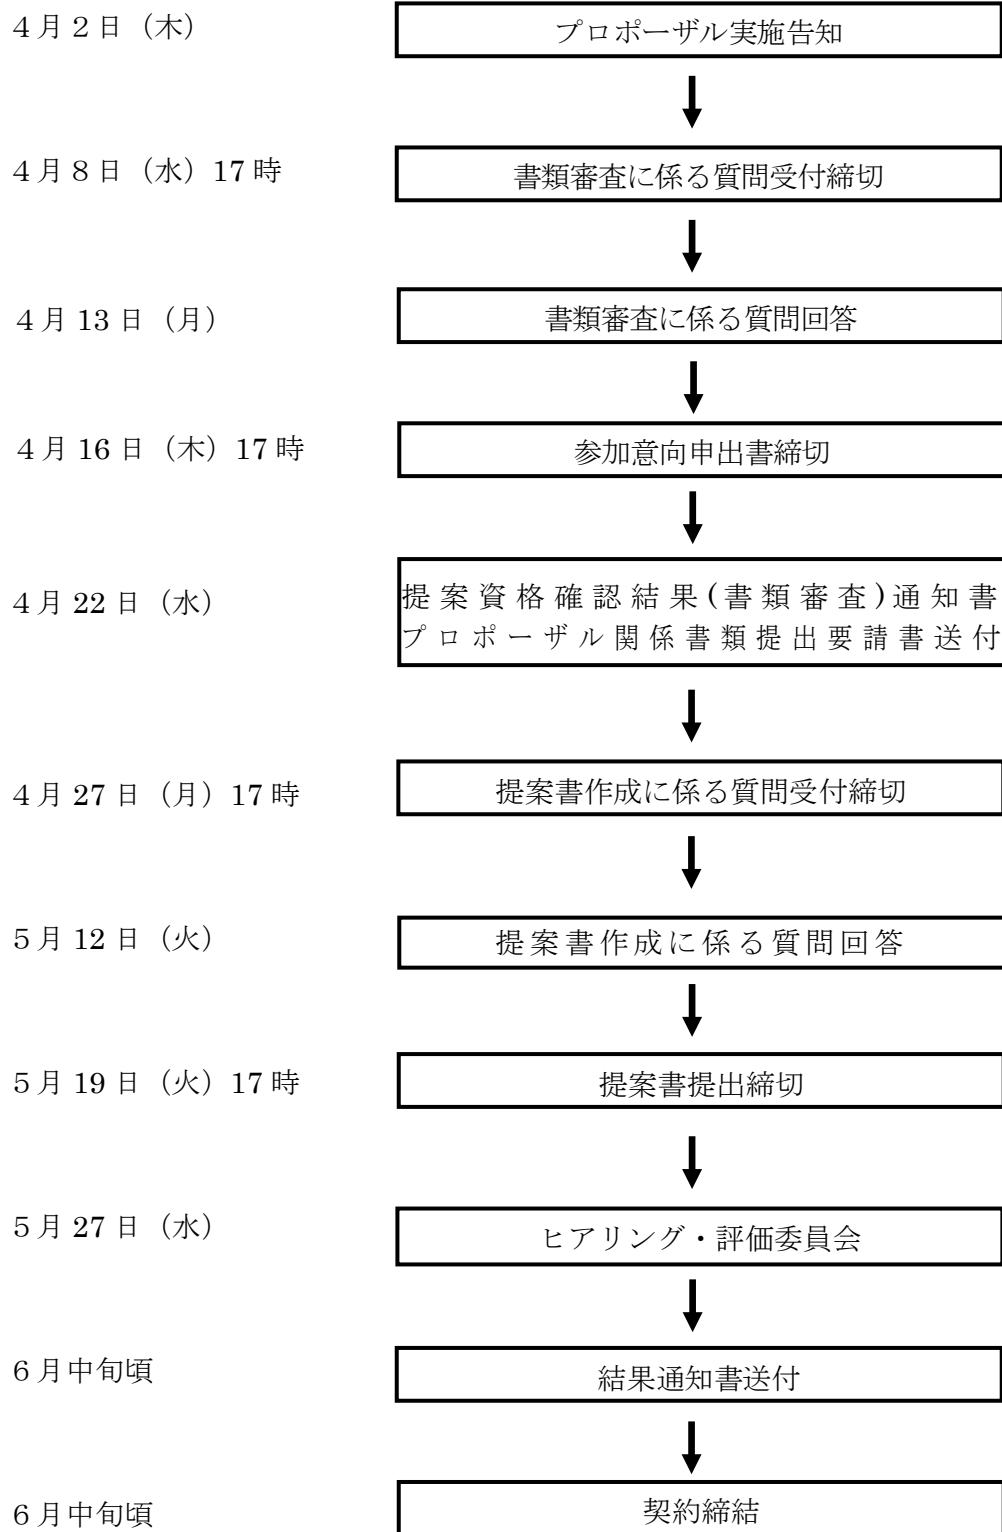 4月2日（木）
プロポーザル実施告知
4月8日（水）17時
書類審査に係る質問受付締切
4月13日（月）
書類審査に係る質問回答
4月16日（木）17時
参加意向申出書締切
4月22日（水）
提案資格確認結果(書類審査)通知書
プロポーザル関係書類提出要請書送付
4月27日（月）17時
提案書作成に係る質問受付締切
5月12日（火）
提案書作成に係る質問回答
5月19日（火）17時
提案書提出締切
5月27日（水）
ヒアリング・評価委員会
6月中旬頃
結果通知書送付
6月中旬頃
契約締結